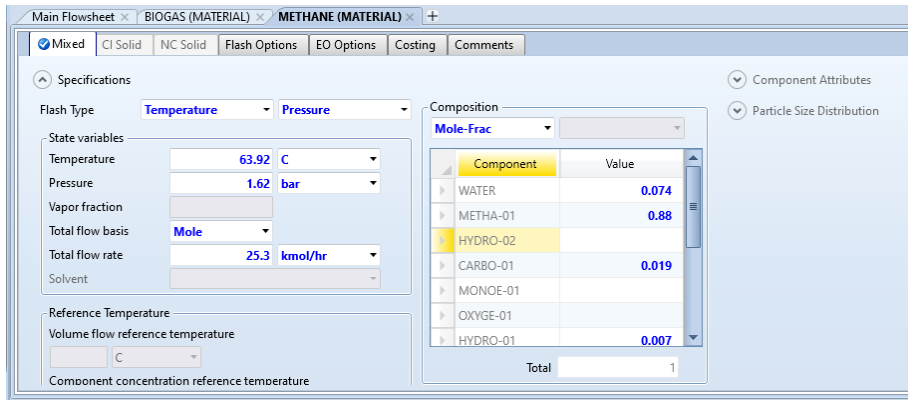 Main Flowsheet × BIOGAS (MATERIAL) × METHANE (MATERIAL) × +
Mixed CI Solid NC Solid Flash Options EO Options Costing Comments
Specifications
Flash Type Temperature Pressure
State variables
Temperature 63.92 C
Pressure 1.62 bar
Vapor fraction
Total flow basis Mole
Total flow rate 25.3 kmol/hr
Solvent
Reference Temperature
Volume flow reference temperature
C
Component concentration reference temperature
Composition
Mole-Frac
Component Value
WATER 0.074
METHA-01 0.88
HYDRO-02
CARBO-01 0.019
MONOE-01
OXYGE-01
HYDRO-01 0.007
Total 1
Component Attributes
Particle Size Distribution